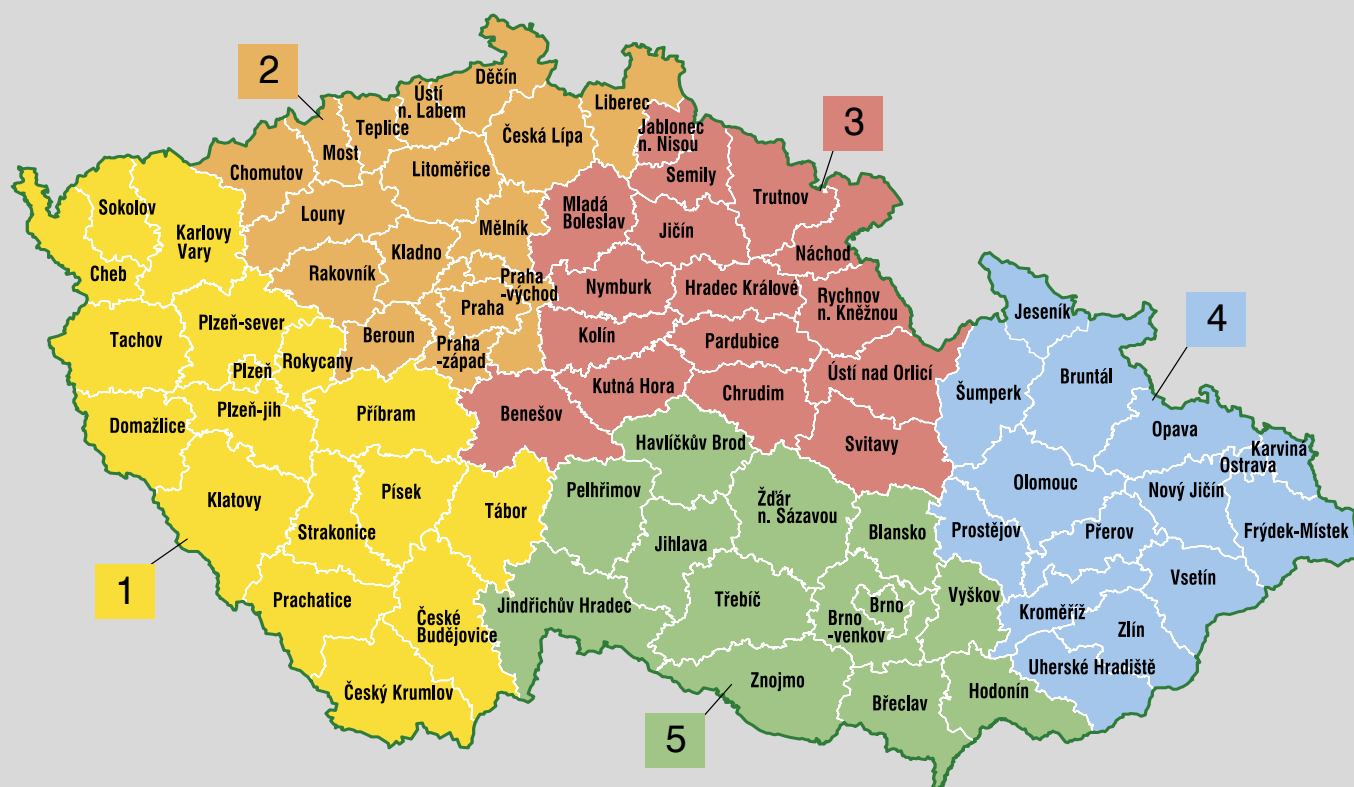 2
Děčín
Ústí
n. Labem
Liberec
Teplice
Česká Lípa
Jablonec
n. Nisou
3
Most
Chomutov
Litoměřice
Semily
Trutnov
Sokolov
Louny
Mladá
Boleslav
Karlovy
Vary
Mělník
Jičín
Kladno
Náchod
Cheb
Rakovník
Praha
-východ
Nymburk
Hradec Králové
Rychnov
n. Kněžnou
Praha
Jeseník
4
Plzeň-sever
Tachov
Rokycany
Beroun
Praha
-západ
Kolín
Pardubice
Plzeň
Ústí nad Orlicí
Bruntál
Kutná Hora
Chrudim
Šumperk
Plzeň-jih
Příbram
Benešov
Domažlice
Opava
Havlíčkův Brod
Svitavy
Karviná
Ostrava
Klatovy
Písek
Pelhřimov
Olomouc
Nový Jičín
Žďár
n. Sázavou
Tábor
Strakonice
Blansko
Prostějov
Přerov
Frýdek-Místek
Jihlava
Vsetín
1
Prachatice
Jindřichův Hradec
Třebíč
Brno
Vyškov
Kroměříž
České
Budějovice
Brno
-venkov
Zlín
Uherské Hradiště
Český Krumlov
Znojmo
Hodonín
Břeclav
5